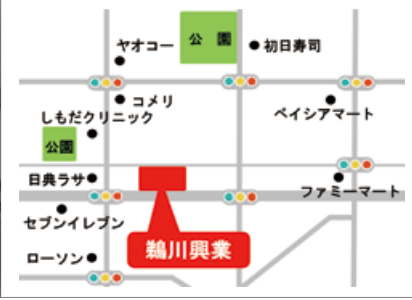 ヤオコー
公園
初日寿司
コメリ
ベイシアマート
しもだクリニック
公園
日典ラサ
ファミーマート
セブンイレブン
鵜川興業
ローソン